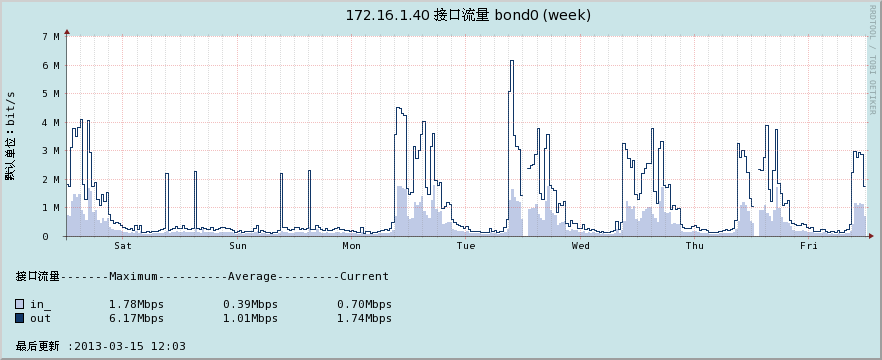 172.16.1.40 接口流量 bond0 (week)
RRDTOOL / TOBI OETIKER
默认单位：bit/s
7 M
6 M
5 M
4 M
3 M
2 M
1 M
0
Sat Sun Mon Tue Wed Thu Fri
接口流量-------Maximum----------Average---------Current
in_ 1.78Mbps 0.39Mbps 0.70Mbps
out 6.17Mbps 1.01Mbps 1.74Mbps
最后更新 :2013-03-15 12:03